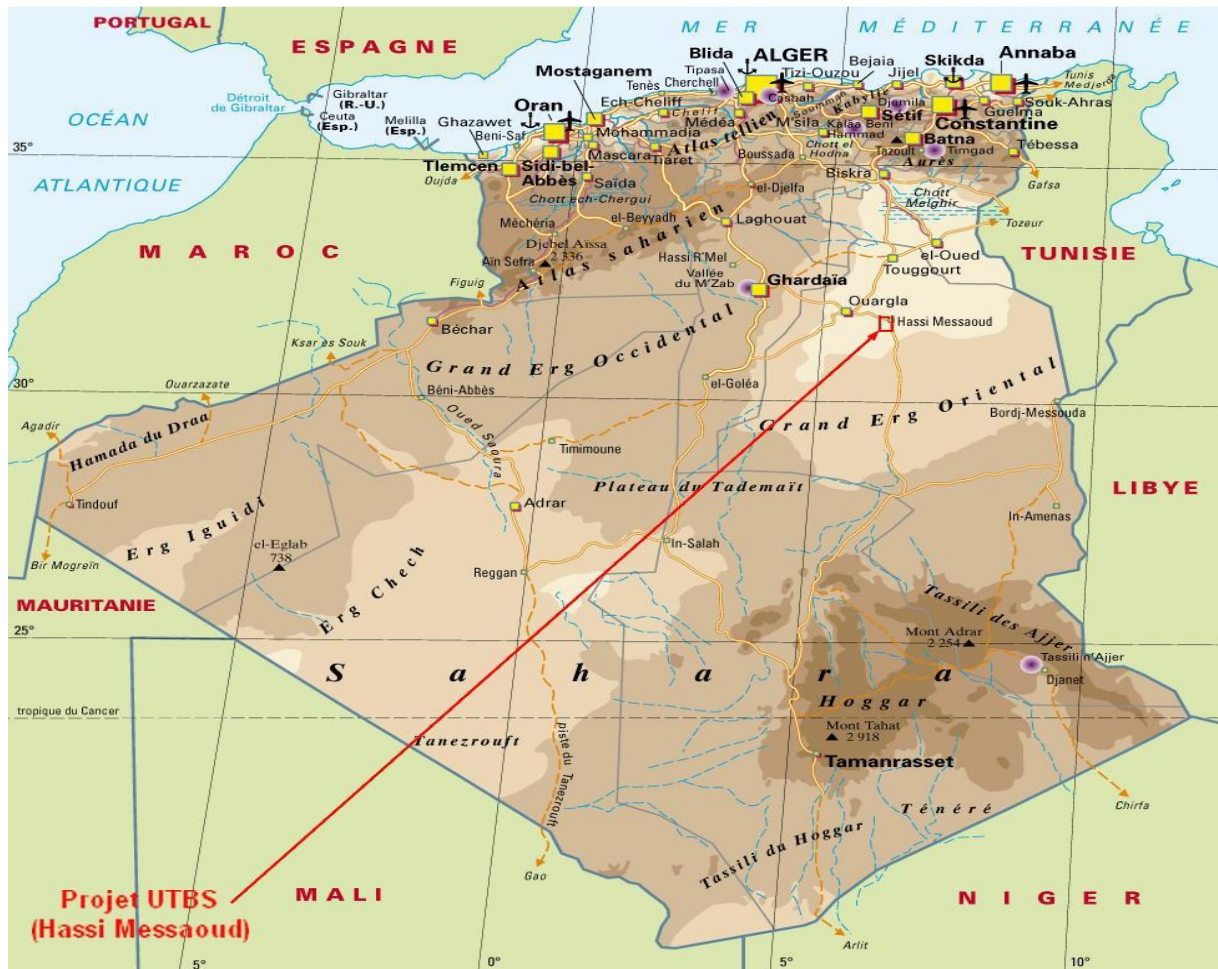 PORTUGAL
ESPAGNE
MER MÉDITERRANÉE
OCÉAN
ATLANTIQUE
Détroit
de Gibraltar
Gibraltar
(R.-U.)
Ceuta
(Esp.)
Melilla
(Esp.)
Ghazawet
Beni-Saf
Oran
Mostaganem
Mohammadia
Mascara
Tlemcen
Sidi-bel-
Abbès
Saïda
Oujda
Ech-Cheliff
Cheliff
Tenès
Tipasa
Cherchell
Blida
ALGER
Casbah
Médéa
Tiaret
Tizi-Ouzou
Bejaia
Jijel
Skikda
Annaba
Tunis
Medjerda
Souk-Ahras
Guelma
Constantine
Soummam
Kabylie
Djemila
Sétif
M'sila
Kalâa Beni
Hammad
Chott el
Hodna
Batna
Tazoult
Timgad
Aurès
Tébessa
Gafsa
Atlas tellien
Boussada
Biskra
Chott
Melghir
Tozeur
Chott ech-Chergui
el-Djelfa
Méchéria
el-Beyyadh
Laghouat
Djebel Aïssa
2 336
Aïn Sefra
Atlas saharien
Hassi R'Mel
Vallée
du M'Zab
Ghardaïa
el-Oued
Touggourt
Ouargla
Hassi Messaoud
MAROC
TUNISIE
Figuig
Béchar
Ksar es Souk
Ouarzazate
Agadir
Hamada du Draa
Grand Erg Occidental
Béni-Abbès
Oued Saoura
el-Goléa
Grand Erg Oriental
Bordj-Messouda
Timimoune
Tindouf
Plateau du Tademaït
LIBYE
Adrar
In-Amenas
Erg Iguidi
el-Eglab
738
Bir Mogreïn
In-Salah
Reggan
Erg Chech
MAURITANIE
Tassili des Ajjer
Mont Adrar
2 254
Tassili n'Ajjer
Djanet
Sahara
Hoggar
tropique du Cancer
Tanezrouft
piste du Tanezrouft
Mont Tahat
2 918
Tamanrasset
Ténéré
Chirfa
Tassili du Hoggar
Gao
Arlit
MALI
NIGER
Projet UTBS
(Hassi Messaoud)
35°
30°
25°
5°
0°
5°
10°